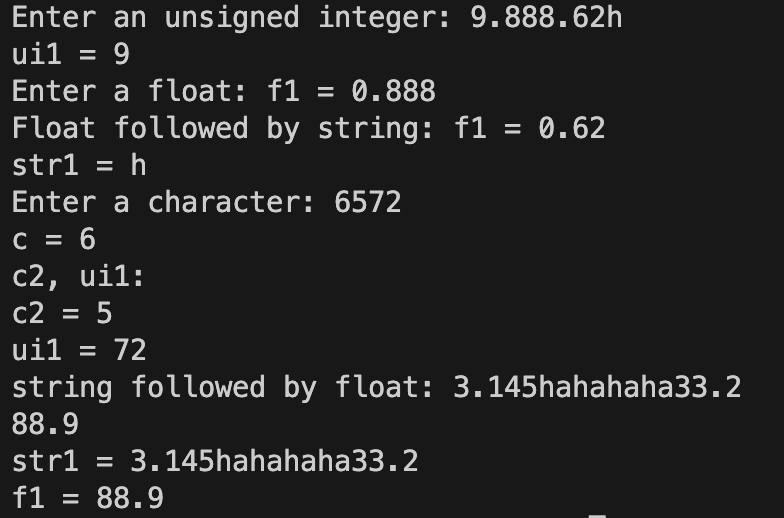 Enter an unsigned integer: 9.888.62h
ui1 = 9
Enter a float: f1 = 0.888
Float followed by string: f1 = 0.62
str1 = h
Enter a character: 6572
c = 6
c2, ui1:
c2 = 5
ui1 = 72
string followed by float: 3.145hahahaha33.2
88.9
str1 = 3.145hahahaha33.2
f1 = 88.9